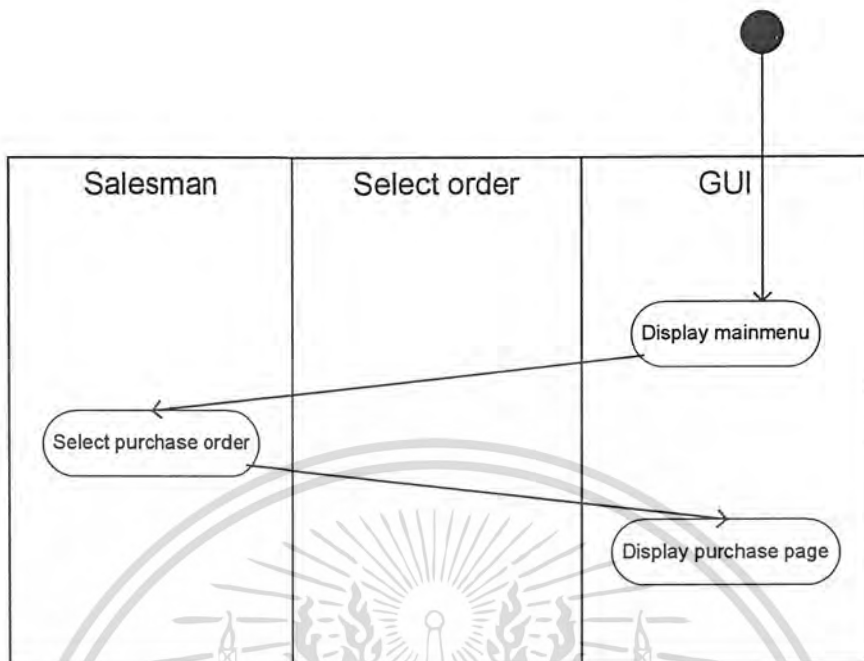 Salesman
Select order
GUI
Display mainmenu
Select purchase order
Display purchase page